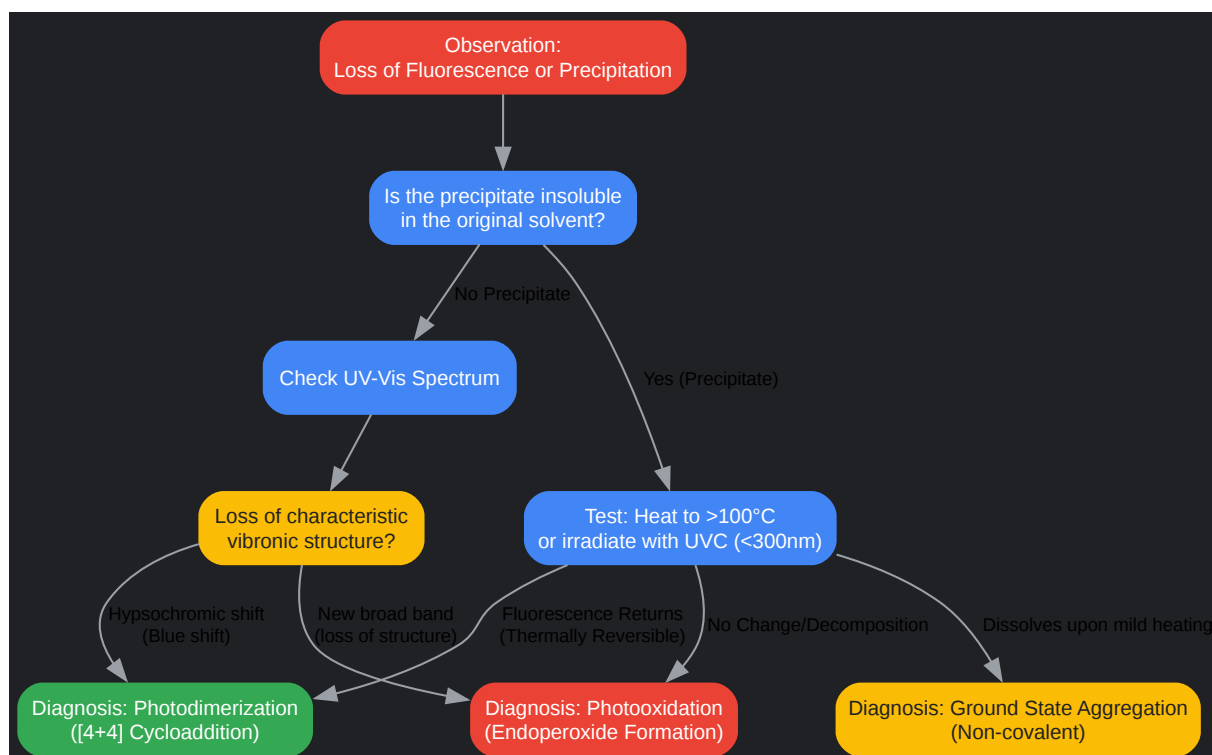 Observation:
Loss of Fluorescence or Precipitation
Is the precipitate insoluble
in the original solvent?
No Precipitate
Check UV-Vis Spectrum
Yes (Precipitate)
Loss of characteristic
vibronic structure?
Test: Heat to >100°C
or irradiate with UVC (<300nm)
Hypsochromic shift
(Blue shift)
New broad band
(loss of structure)
Fluorescence Returns
(Thermally Reversible)
No Change/Decomposition
Dissolves upon mild heating
Diagnosis: Photodimerization
([4+4] Cycloaddition)
Diagnosis: Photooxidation
(Endoperoxide Formation)
Diagnosis: Ground State Aggregation
(Non-covalent)